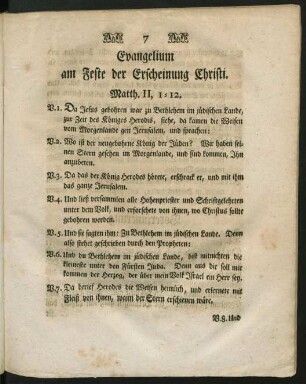 7
Evangelium
am Feste der Erscheinung Christi.
Matth. II, 1-12.
V.1. Da Jesus gebohren war zu Bethlehem im jüdischen Lande,
zur Zeit des Königes Herodis, siehe, da kamen die Weisen
vom Morgenlande gen Jerusalem, und sprachen:
V.2. Wo ist der neugebohrne König der Jüden? Wir haben seinen
Stern gesehen im Morgenlande, und sind kommen, Ihn
anzubeten.
V.3. Da das der König Herodes hörete, erschrack er, und mit ihm
das ganze Jerusalem.
V.4. Und ließ versammlen alle Hohenpriester und Schriftgelehrten
unter dem Volk, und erforschete von ihnen, wo Christus sollte
gebohren werden.
V.5. Und sie sagten ihm: Zu Bethlehem im jüdischen Lande. Denn
also stehet geschrieben durch den Propheten:
V.6. Und du Bethlehem im jüdischen Lande, bist mitnichten die
kleineste unter den Fürsten Juda. Denn aus dir soll mir
kommen der Herzog, der über mein Volk Israel ein Herr sey.
V.7. Da berief Herodes die Weisen heimlich, und erlernete mit
Fleiß von ihnen, wenn der Stern erschienen wäre.
V.8. Und